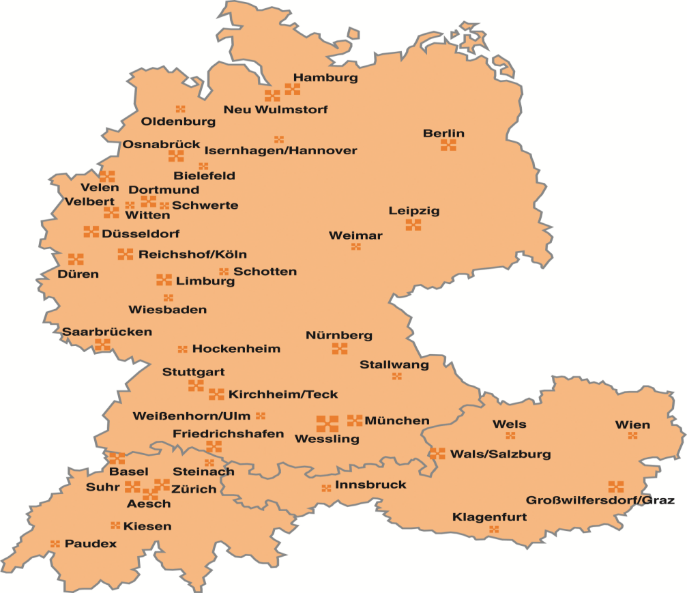 Hamburg
Neu Wulmstorf
Oldenburg
Berlin
Osnabrück
Isernhagen/Hannover
Bielefeld
Velen
Dortmund
Velbert
Schwerte
Witten
Leipzig
Düsseldorf
Weimar
Reichshof/Köln
Düren
Schotten
Limburg
Wiesbaden
Saarbrücken
Nürnberg
Hockenheim
Stallwang
Stuttgart
Kirchheim/Teck
Weißenhorn/Ulm
München
Wels
Wien
Friedrichshafen
Wessling
Wals/Salzburg
Basel
Steinach
Suhr
Zürich
Innsbruck
Aesch
Großwilfersdorf/Graz
Klagenfurt
Kiesen
Paudex